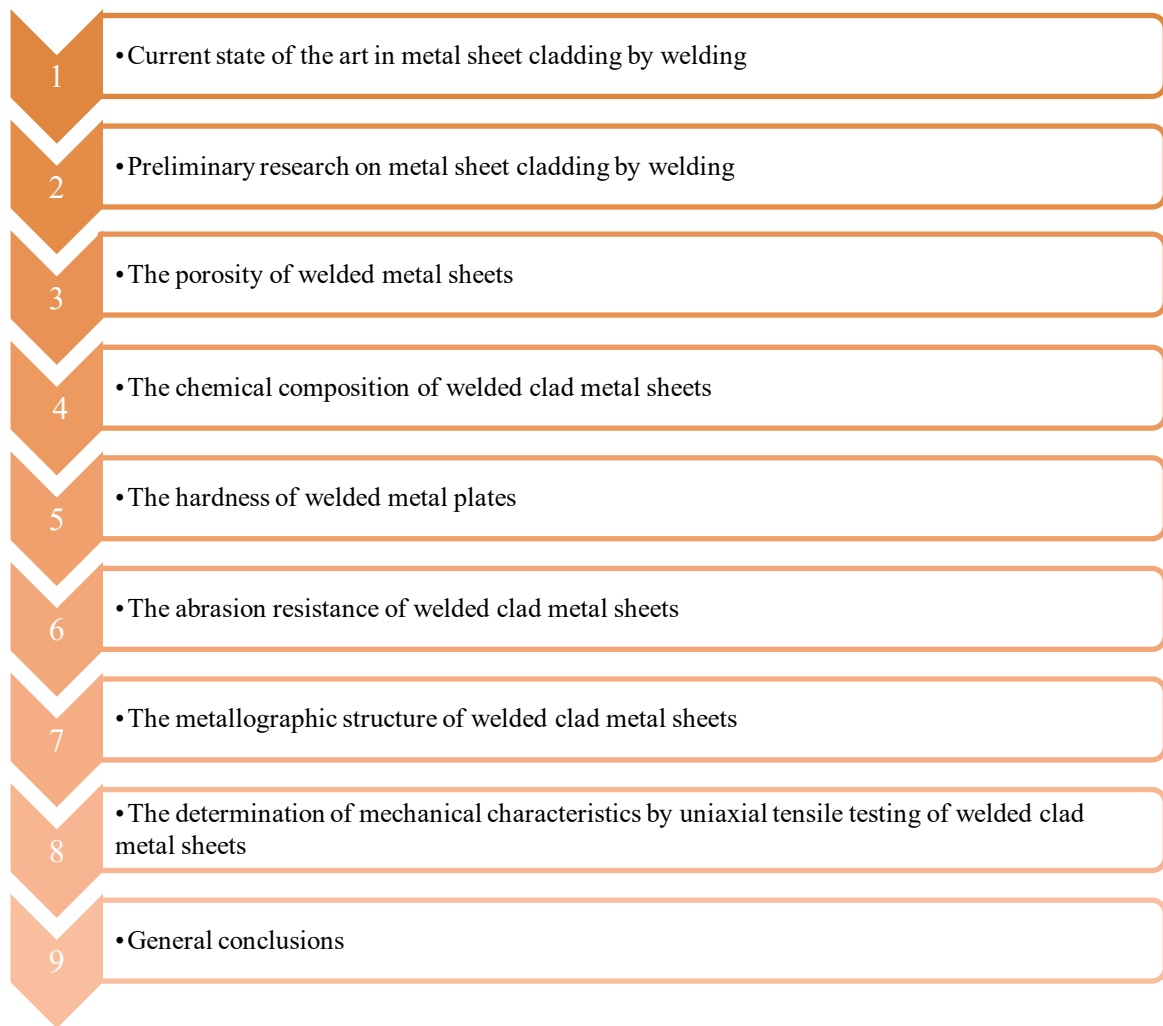 1
•Current state of the art in metal sheet cladding by welding
2
•Preliminary research on metal sheet cladding by welding
3
•The porosity of welded metal sheets
4
•The chemical composition of welded clad metal sheets
5
•The hardness of welded metal plates
6
•The abrasion resistance of welded clad metal sheets
7
•The metallographic structure of welded clad metal sheets
8
•The determination of mechanical characteristics by uniaxial tensile testing of welded clad
metal sheets
9
•General conclusions